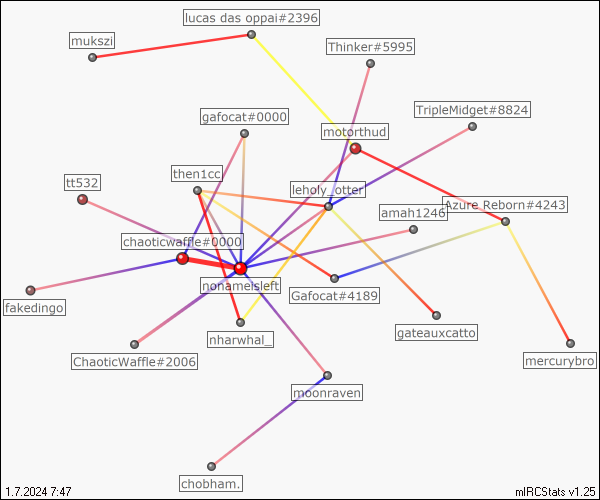 lucas das oppai#2396
mukszi
Thinker#5995
TripleMidget#8824
gafocat#0000
motorthud
then1cc
tt532
leholy_otter
Azure Reborn#4243
amah1246
chaoticwaffle#0000
nonameisleft
Gafocat#4189
fakedingo
gateauxcatto
nharwhal_
ChaoticWaffle#2006
mercurybro
moonraven
chobham.
1.7.2024 7:47
mIRCStats v1.25